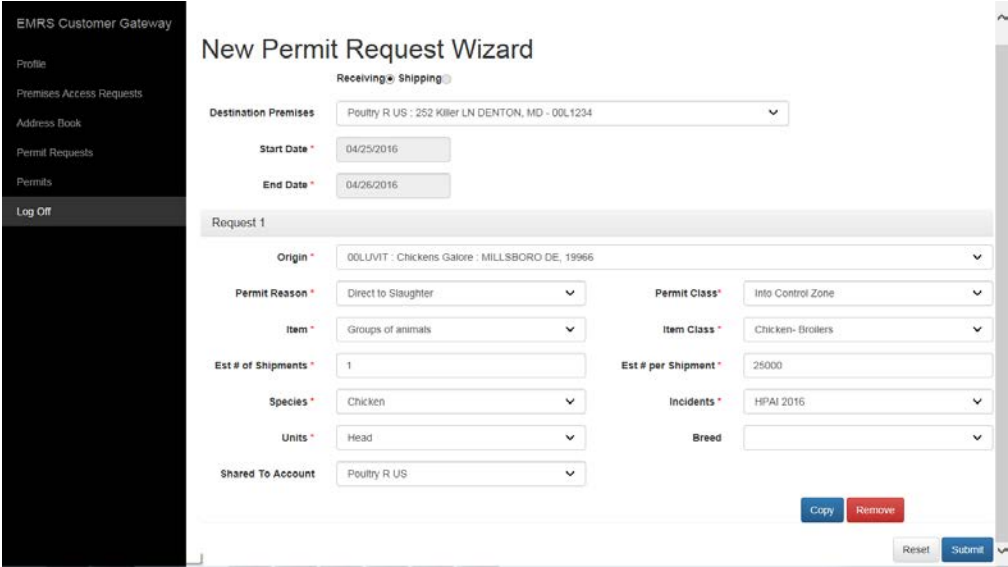 EMRS Customer Gateway
Profile
Premises Access Requests
Address Book
Permit Requests
Permits
Log Off
New Permit Request Wizard
Receiving Shipping
Destination Premises Poultry R US : 252 Killer LN DENTON, MD - 00L1234
Start Date * 04/25/2016
End Date * 04/26/2016
Request 1
Origin * 00LUVIT : Chickens Galore : MILLSBORO DE, 19966
Permit Reason * Direct to Slaughter Permit Class* Into Control Zone
Item * Groups of animals Item Class * Chicken- Broilers
Est # of Shipments * 1 Est # per Shipment * 25000
Species * Chicken Incidents * HPAI 2016
Units * Head Breed
Shared To Account Poultry R US
Copy Remove
Reset Submit